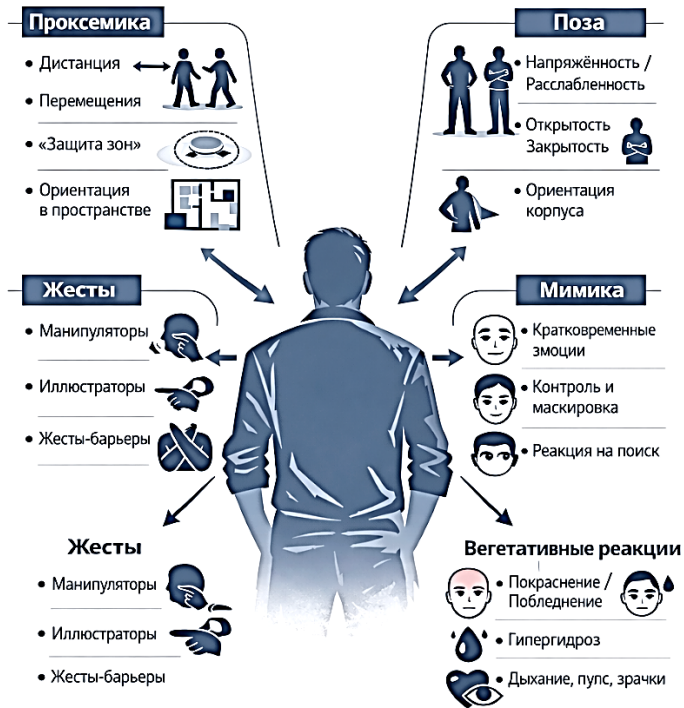 Проксемика
• Дистанция
• Перемещения
• «Защита зон»
• Ориентация
в пространстве
Поза
• Напряжённость /
Расслабленность
• Открытость
Закрытость
• Ориентация
корпуса
Жесты
• Манипуляторы
• Иллюстраторы
• Жесты-барьеры
Мимика
• Кратковременные
эмоции
• Контроль и
маскировка
• Реакция на поиск
Жесты
• Манипуляторы
• Иллюстраторы
• Жесты-барьеры
Вегетативные реакции
• Покраснение /
Побледнение
• Гипергидроз
• Дыхание, пупс, зрачки